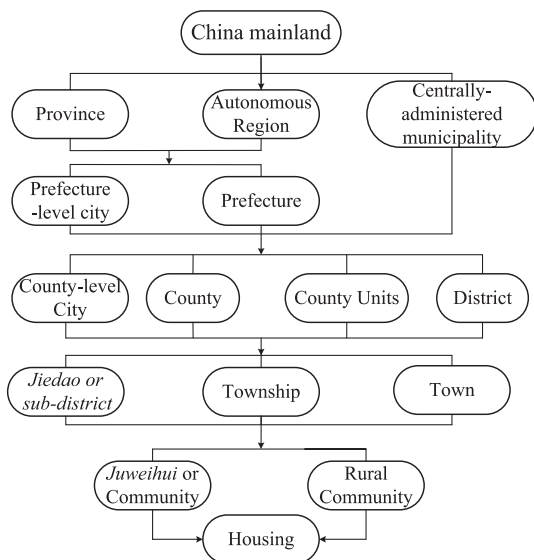 China mainland
Province
Autonomous
Region
Centrally-
administered
municipality
Prefecture
-level city
Prefecture
County-level
City
County
County Units
District
Jiedao or
sub-district
Township
Town
Juweihui or
Community
Rural
Community
Housing